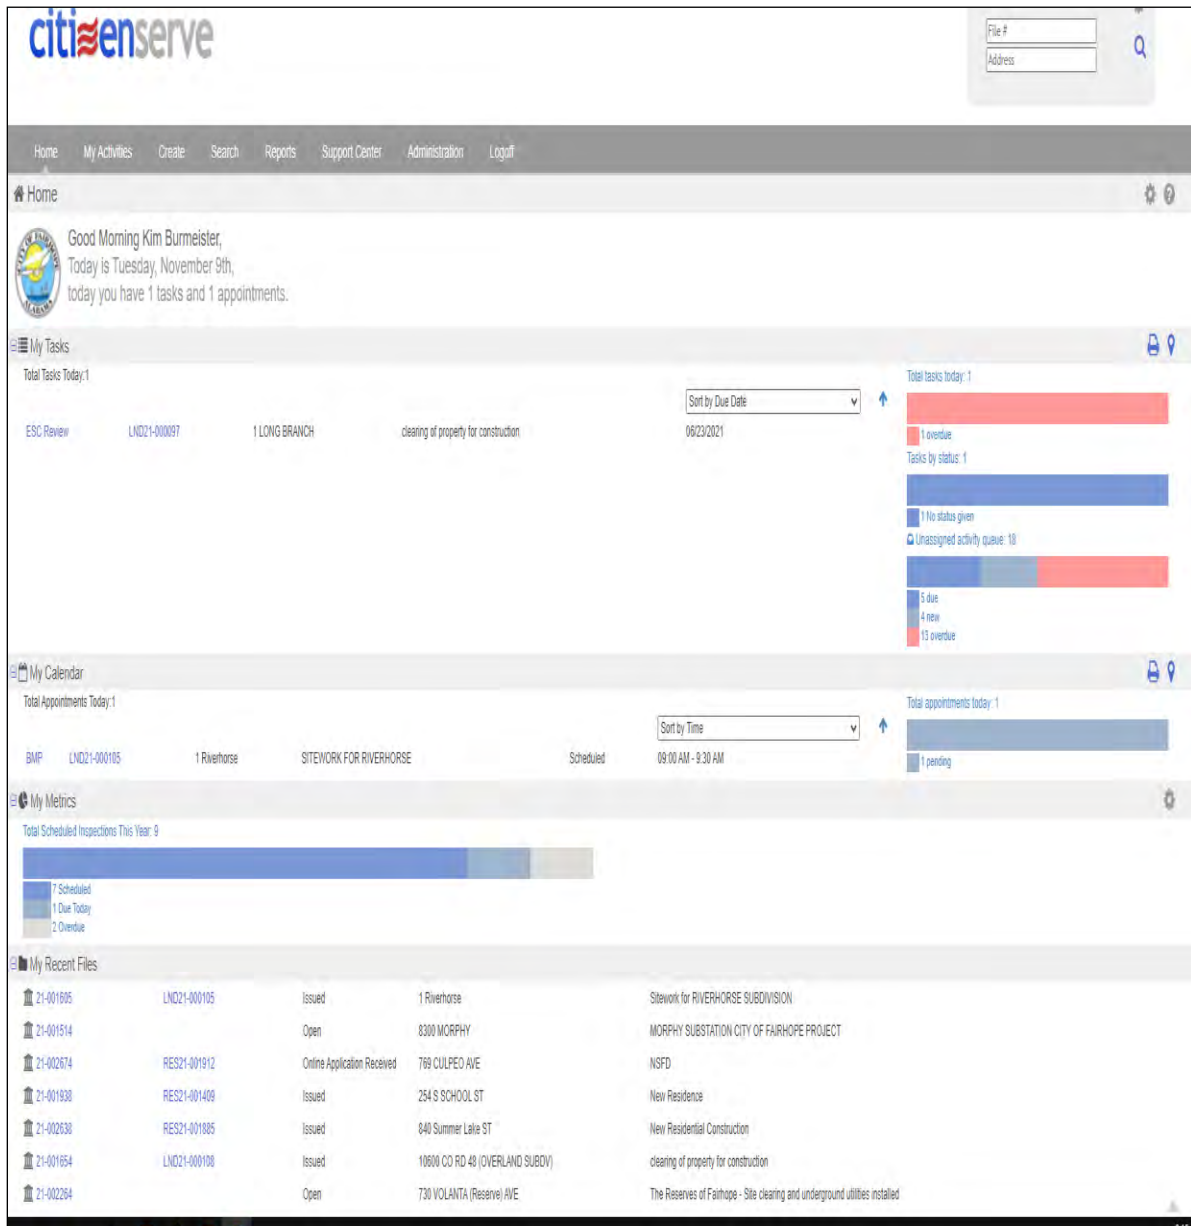 citizenserve
File #
Address
Home My Activities Create Search Reports Support Center Administration Logoff
Home
CITY OF FAIRHOPE ALABAMA
Good Morning Kim Burmeister,
Today is Tuesday, November 9th,
today you have 1 tasks and 1 appointments.
My Tasks
Total Tasks Today:1
Total tasks today: 1
Sort by Due Date
ESC Review LND21-000097 1 LONG BRANCH clearing of property for construction 06/23/2021
1 overdue
Tasks by status: 1
1 No status given
Unassigned activity queue: 18
5 due
4 new
13 overdue
My Calendar
Total Appointments Today:1
Total appointments today: 1
Sort by Time
BMP LND21-000105 1 Riverhorse SITEWORK FOR RIVERHORSE Scheduled 09:00 AM - 9:30 AM
1 pending
My Metrics
Total Scheduled Inspections This Year: 9
7 Scheduled
1 Due Today
2 Overdue
My Recent Files
21-001605 LND21-000105 Issued 1 Riverhorse Sitework for RIVERHORSE SUBDIVISION
21-001514 Open 8300 MORPHY MORPHY SUBSTATION CITY OF FAIRHOPE PROJECT
21-002674 RES21-001912 Online Application Received 769 CULPEO AVE NSFD
21-001938 RES21-001409 Issued 254 S SCHOOL ST New Residence
21-002638 RES21-001885 Issued 840 Summer Lake ST New Residential Construction
21-001654 LND21-000108 Issued 10600 CO RD 48 (OVERLAND SUBDV) clearing of property for construction
21-002264 Open 730 VOLANTA (Reserve) AVE The Reserves of Fairhope - Site clearing and underground utilities installed